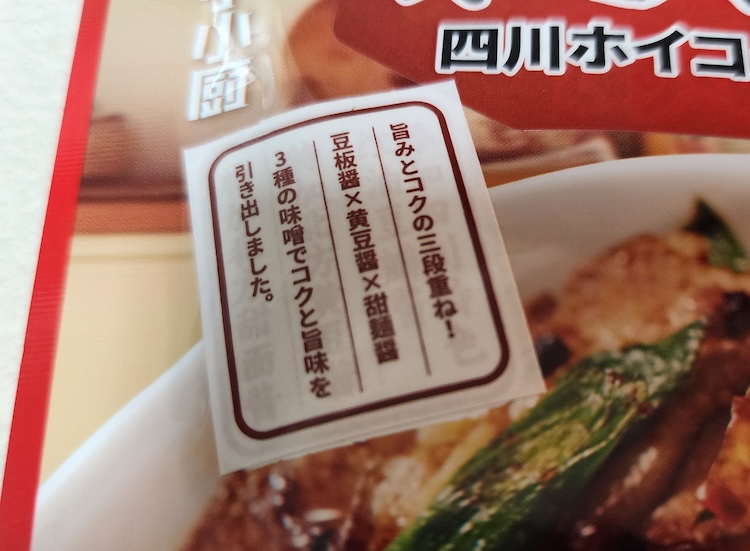 小厨
四川ホイコ
旨みとコクの三段重ね!
豆板醤×黄豆醤×甜麺醤
3種の味噌でコクと旨味を
引き出しました。